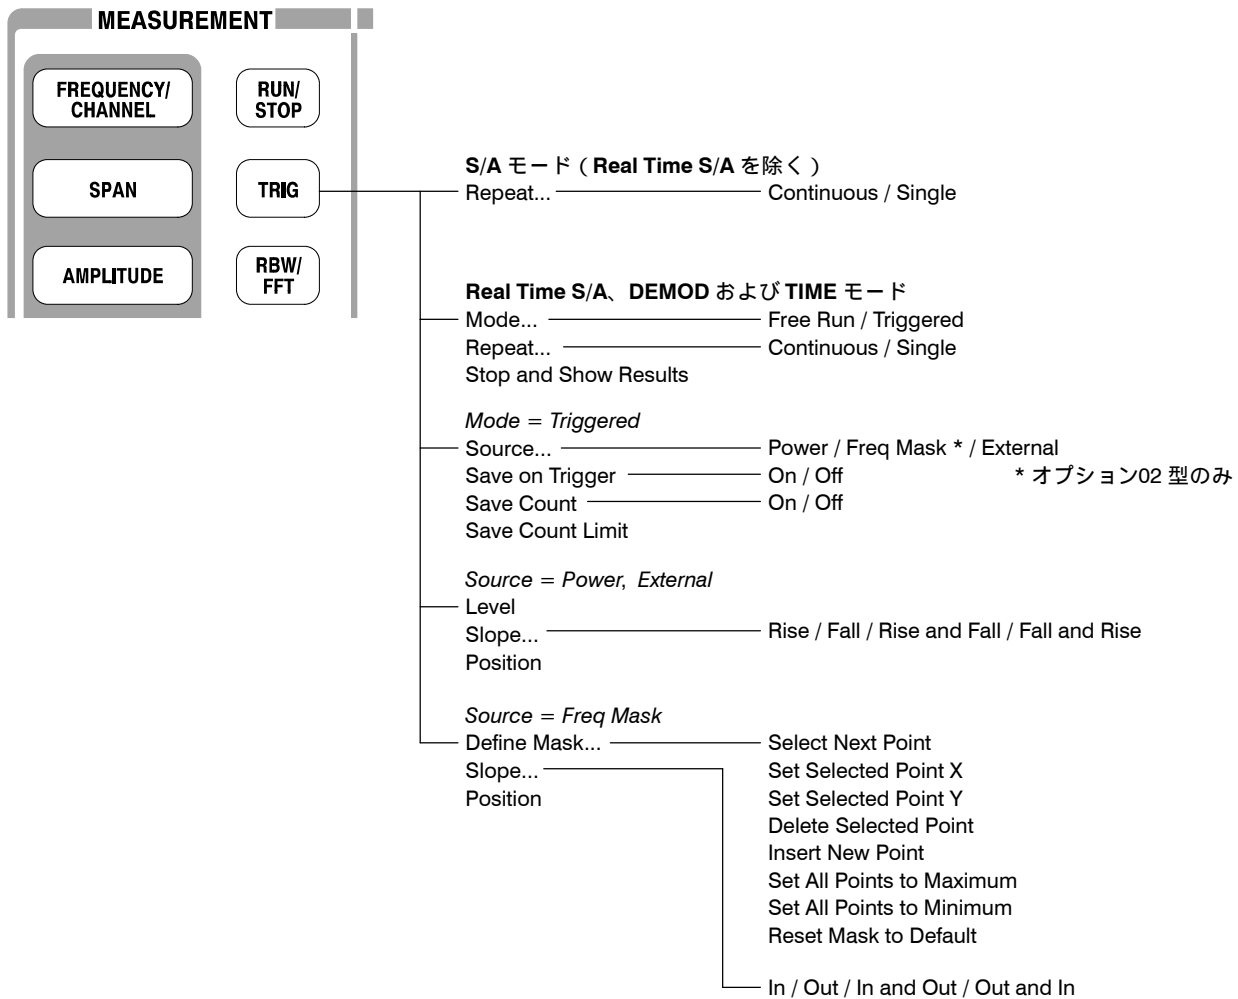 MEASUREMENT
FREQUENCY/
CHANNEL
RUN/
STOP
SPAN
TRIG
AMPLITUDE
RBW/
FFT
S/A モード（Real Time S/A を除く）
Repeat... Continuous / Single
Real Time S/A、DEMOD および TIME モード
Mode... Free Run / Triggered
Repeat... Continuous / Single
Stop and Show Results
Mode = Triggered
Source... Power / Freq Mask * / External
Save on Trigger On / Off * オプション02 型のみ
Save Count On / Off
Save Count Limit
Source = Power, External
Level
Slope... Rise / Fall / Rise and Fall / Fall and Rise
Position
Source = Freq Mask
Define Mask... Select Next Point
Slope... Set Selected Point X
Position Set Selected Point Y
Delete Selected Point
Insert New Point
Set All Points to Maximum
Set All Points to Minimum
Reset Mask to Default
In / Out / In and Out / Out and In